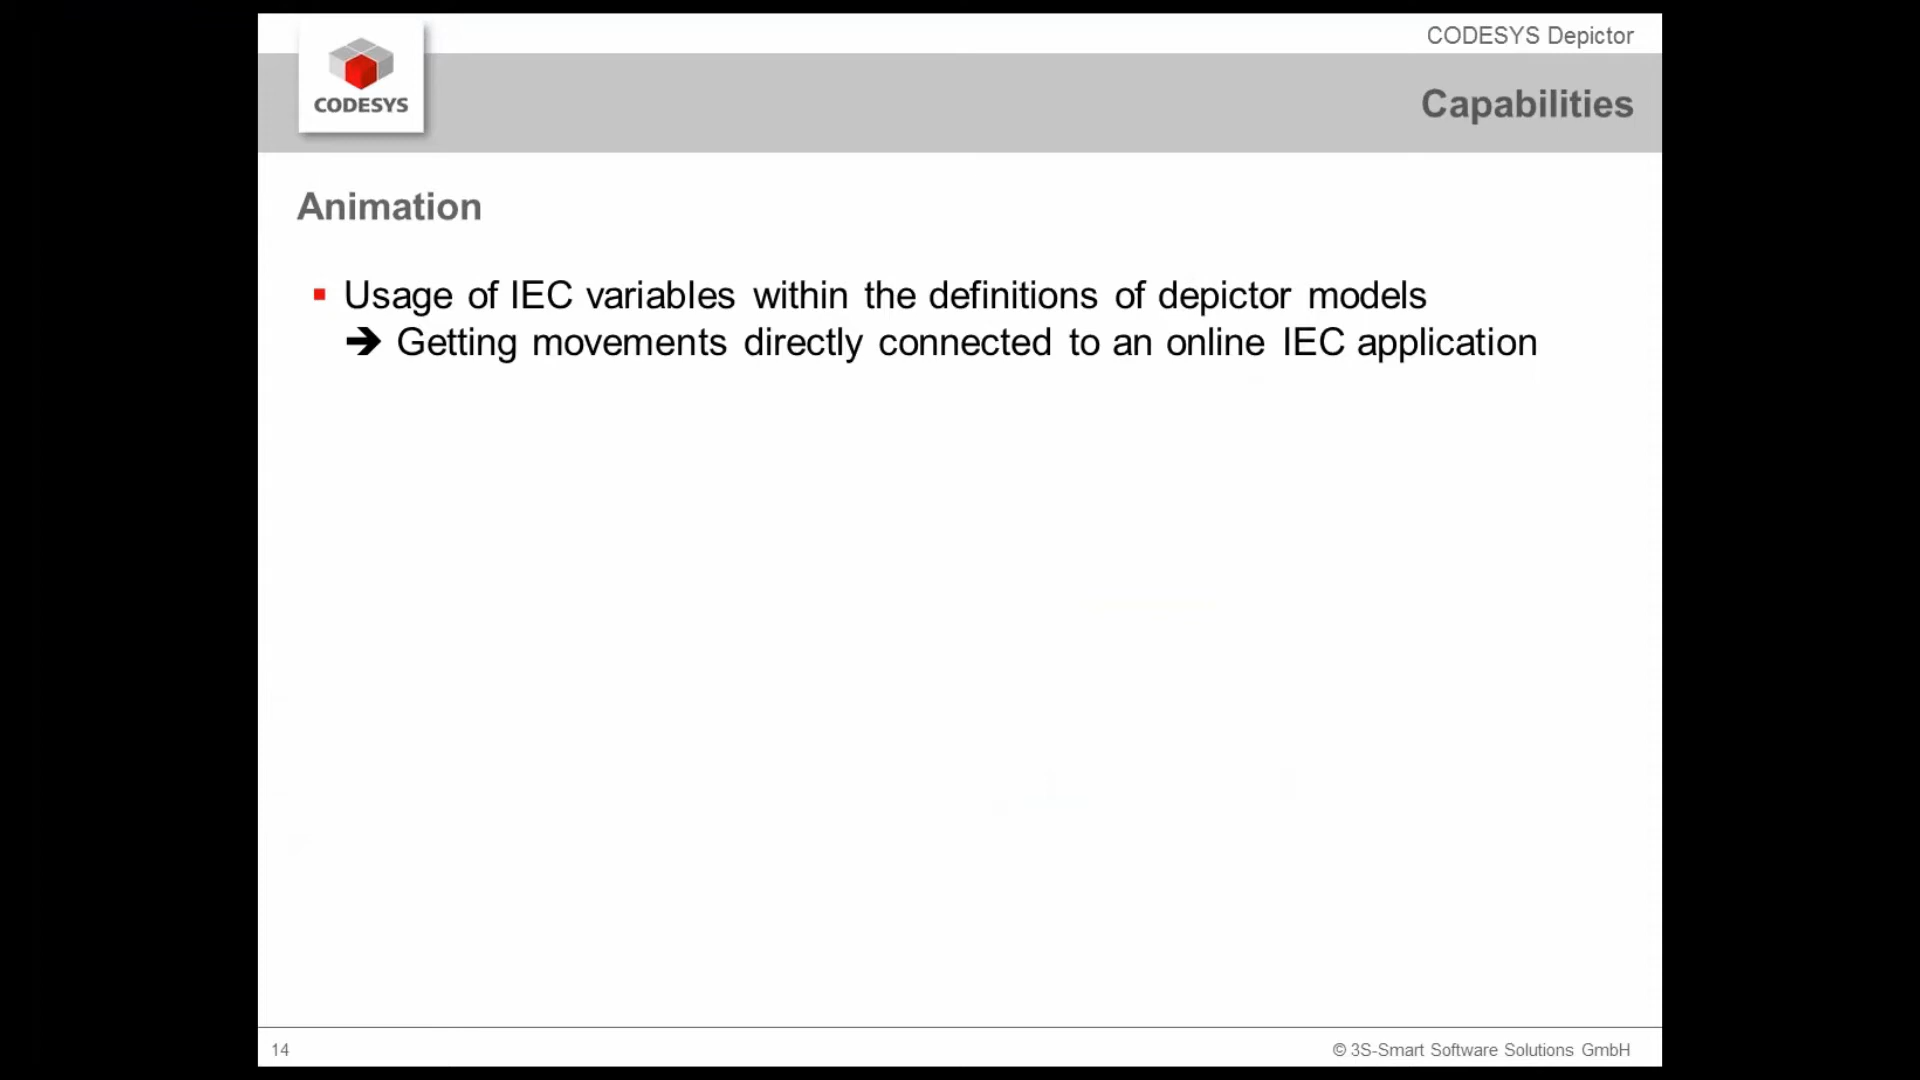 CODESYS Depictor
CODESYS
Capabilities
Animation
▪ Usage of IEC variables within the definitions of depictor models
➔ Getting movements directly connected to an online IEC application
14
© 3S-Smart Software Solutions GmbH